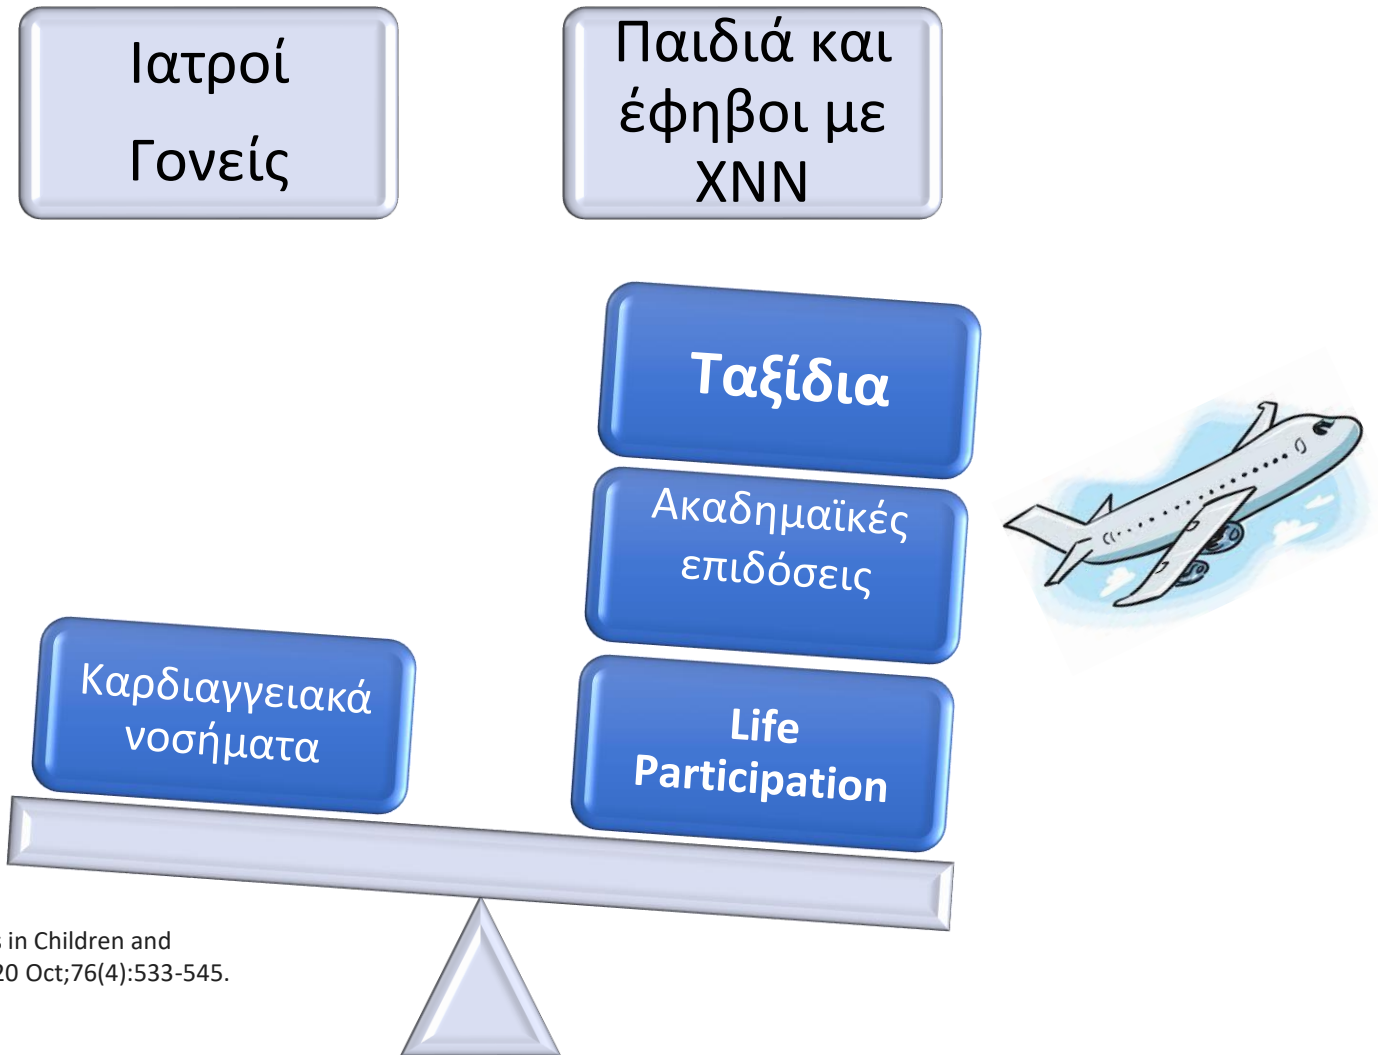 Ιατροί
Γονείς
Παιδιά και
έφηβοι με
ΧΝΝ
Ταξίδια
Ακαδημαϊκές
επιδόσεις
Καρδιαγγειακά
νοσήματα
Life
Participation
in Children and
20 Oct;76(4):533-545.